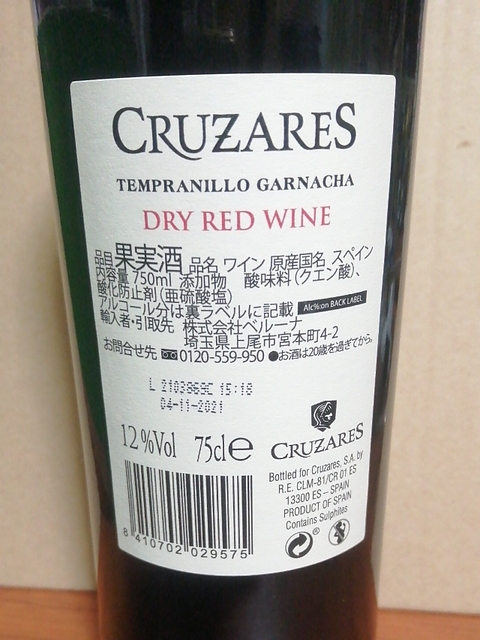 CRUZARES
TEMPRANILLO GARNACHA
DRY RED WINE
品目 果実酒 品名 ワイン 原産国名 スペイン
内容量 750ml 添加物 酸味料（クエン酸）、
酸化防止剤（亜硫酸塩）
アルコール分は裏ラベルに記載 Alc%:on BACK LABEL
輸入者・引取先 株式会社ベルーナ
埼玉県上尾市宮本町4-2
お問合せ先 0120-559-950 ●お酒は20歳を過ぎてから。
L 2103869C 15:18
04-11-2021
12 %Vol 75cl e
CRUZARES
Bottled for Cruzares, S.A. by
R.E. CLM-81/CR 01 ES
13300 ES – SPAIN
PRODUCT OF SPAIN
Contains Sulphites
8 410702 029575
®